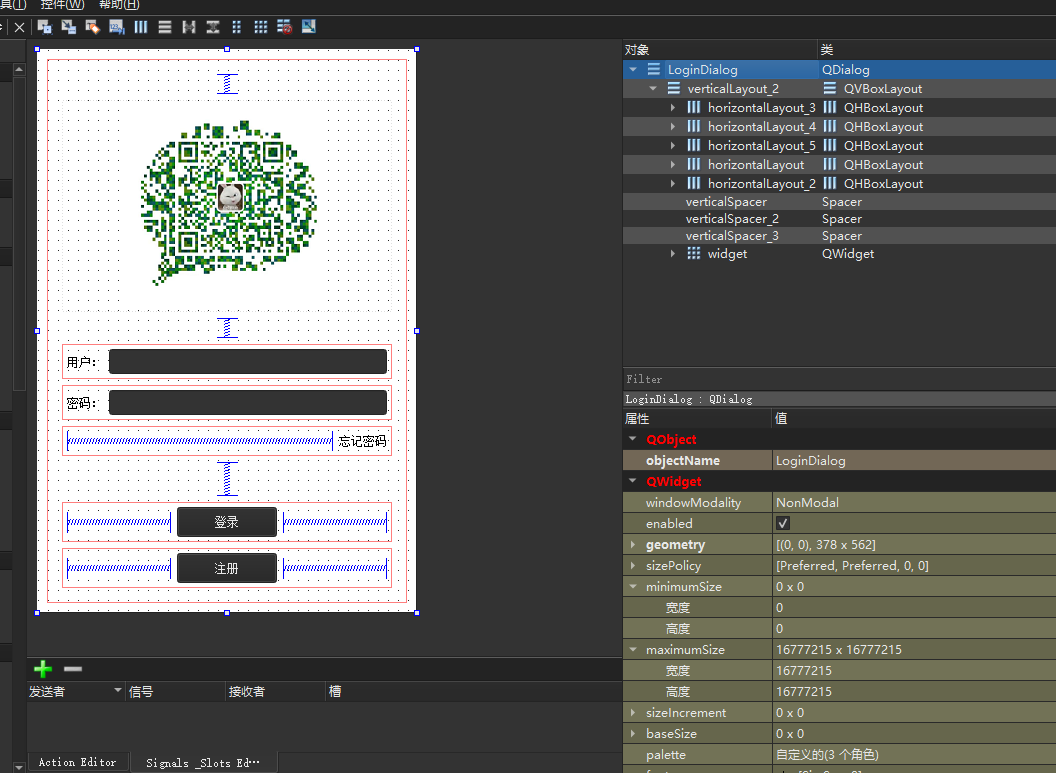 具(T) 控件(W) 帮助(H)
用户：
密码：
忘记密码
登录
注册
发送者 信号 接收者 槽
Action Editor Signals _Slots Ed…
对象 类
LoginDialog QDialog
verticalLayout_2 QVBoxLayout
horizontalLayout_3 QHBoxLayout
horizontalLayout_4 QHBoxLayout
horizontalLayout_5 QHBoxLayout
horizontalLayout QHBoxLayout
horizontalLayout_2 QHBoxLayout
verticalSpacer Spacer
verticalSpacer_2 Spacer
verticalSpacer_3 Spacer
widget QWidget
Filter
LoginDialog : QDialog
属性 值
QObject
objectName LoginDialog
QWidget
windowModality NonModal
enabled
geometry [(0, 0), 378 x 562]
sizePolicy [Preferred, Preferred, 0, 0]
minimumSize 0 x 0
宽度 0
高度 0
maximumSize 16777215 x 16777215
宽度 16777215
高度 16777215
sizeIncrement 0 x 0
baseSize 0 x 0
palette 自定义的(3 个角色)